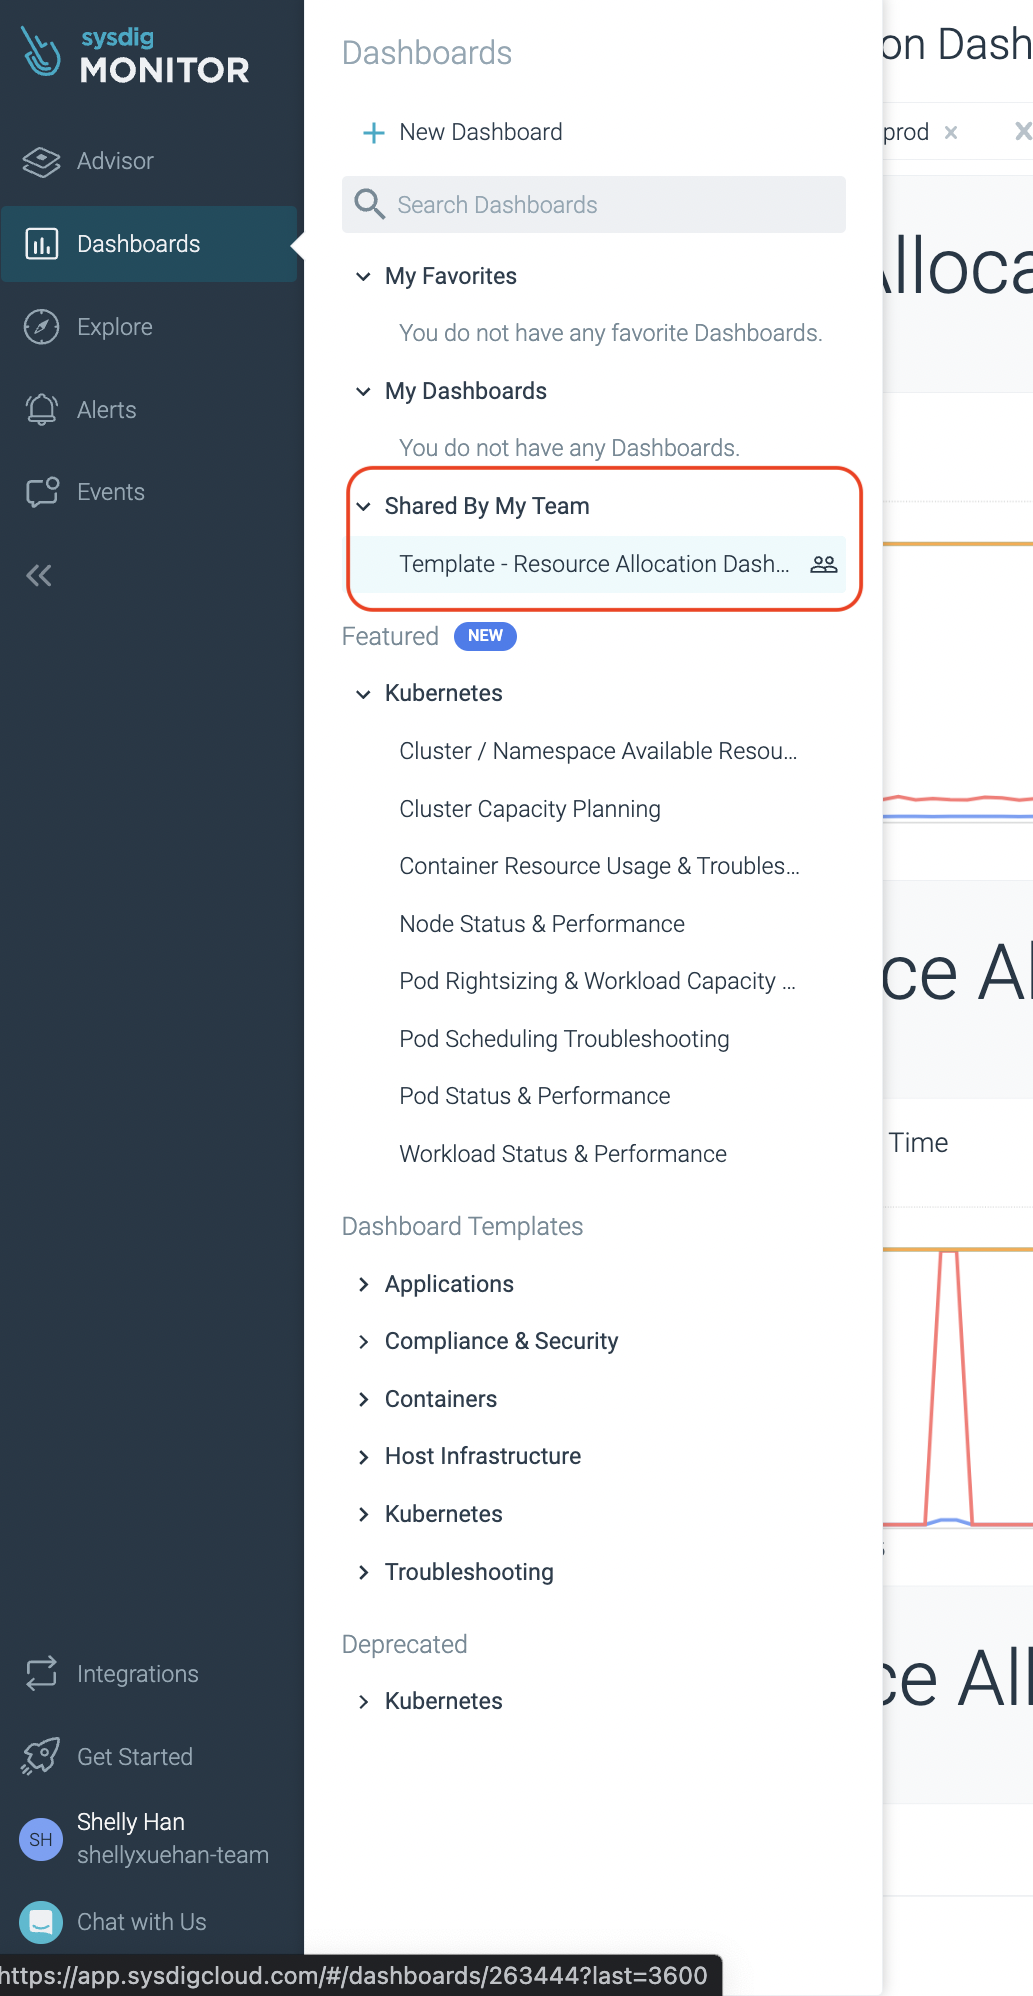 sysdig
MONITOR
Advisor
Dashboards
Explore
Alerts
Events
Integrations
Get Started
SH
Shelly Han
shellyxuehan-team
Chat with Us
Dashboards
New Dashboard
Search Dashboards
My Favorites
You do not have any favorite Dashboards.
My Dashboards
You do not have any Dashboards.
Shared By My Team
Template - Resource Allocation Dash...
Featured NEW
Kubernetes
Cluster / Namespace Available Resou...
Cluster Capacity Planning
Container Resource Usage & Troubles...
Node Status & Performance
Pod Rightsizing & Workload Capacity ...
Pod Scheduling Troubleshooting
Pod Status & Performance
Workload Status & Performance
Dashboard Templates
Applications
Compliance & Security
Containers
Host Infrastructure
Kubernetes
Troubleshooting
Deprecated
Kubernetes
on Dash
prod
Alloca
ce Al
Time
ce All
https://app.sysdigcloud.com/#/dashboards/263444?last=3600